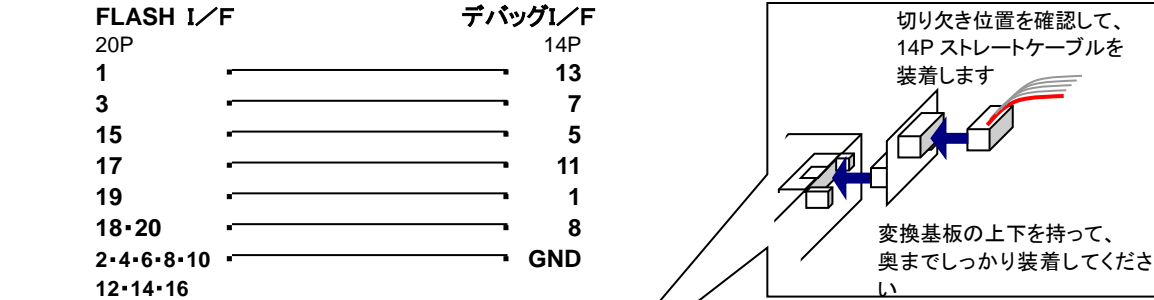 FLASH I／F デバッグI／F
20P 14P
1 13
3 7
15 5
17 11
19 1
18・20 8
2・4・6・8・10 GND
12・14・16
切り欠き位置を確認して、
14P ストレートケーブルを
装着します
変換基板の上下を持って、
奥までしっかり装着してくださ
い